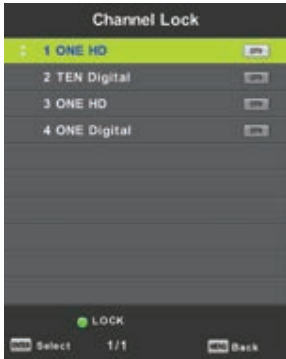 Channel Lock
1 ONE HD
2 TEN Digital
3 ONE HD
4 ONE Digital
LOCK
Select 1/1 Back